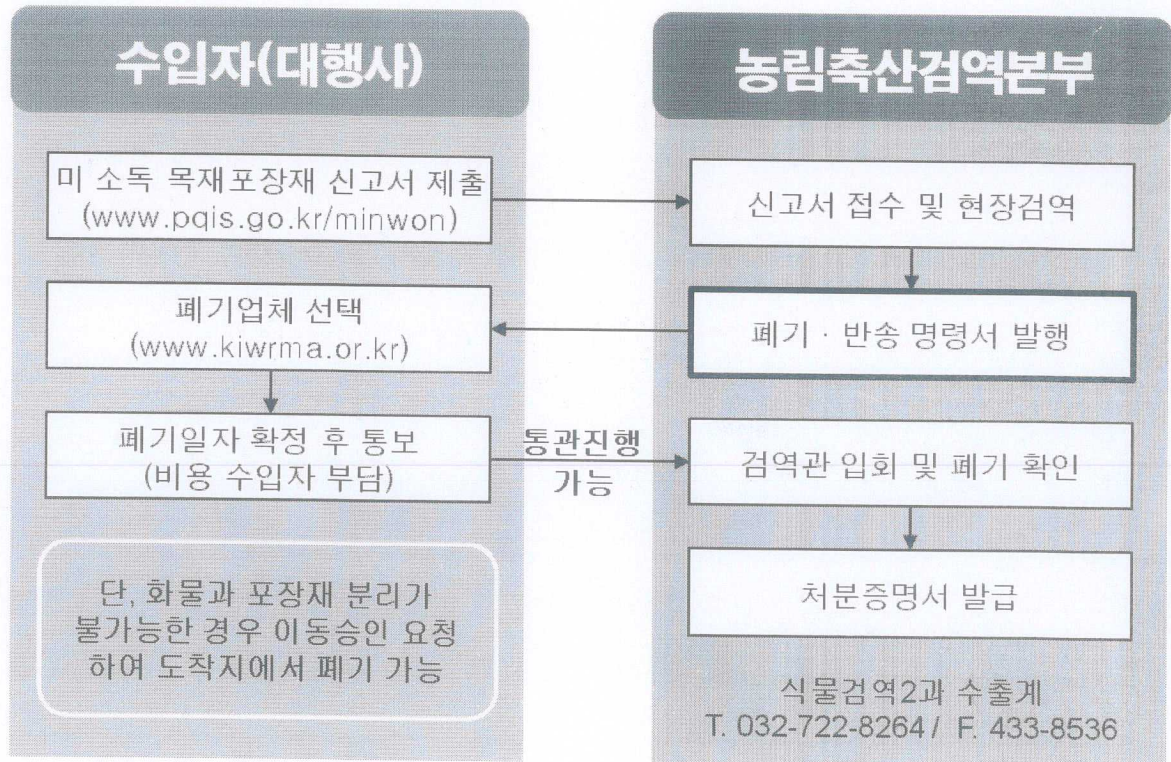 수입자(대행사)
미 소독 목재포장재 신고서 제출
(www.pqis.go.kr/minwon)
폐기업체 선택
(www.kiwrma.or.kr)
폐기일자 확정 후 통보
(비용 수입자 부담)
단, 화물과 포장재 분리가
불가능한 경우 이동승인 요청
하여 도착지에서 폐기 가능
통관진행
가능
농림축산검역본부
신고서 접수 및 현장검역
폐기 · 반송 명령서 발행
검역관 입회 및 폐기 확인
처분증명서 발급
식물검역2과 수출계
T. 032-722-8264 / F. 433-8536